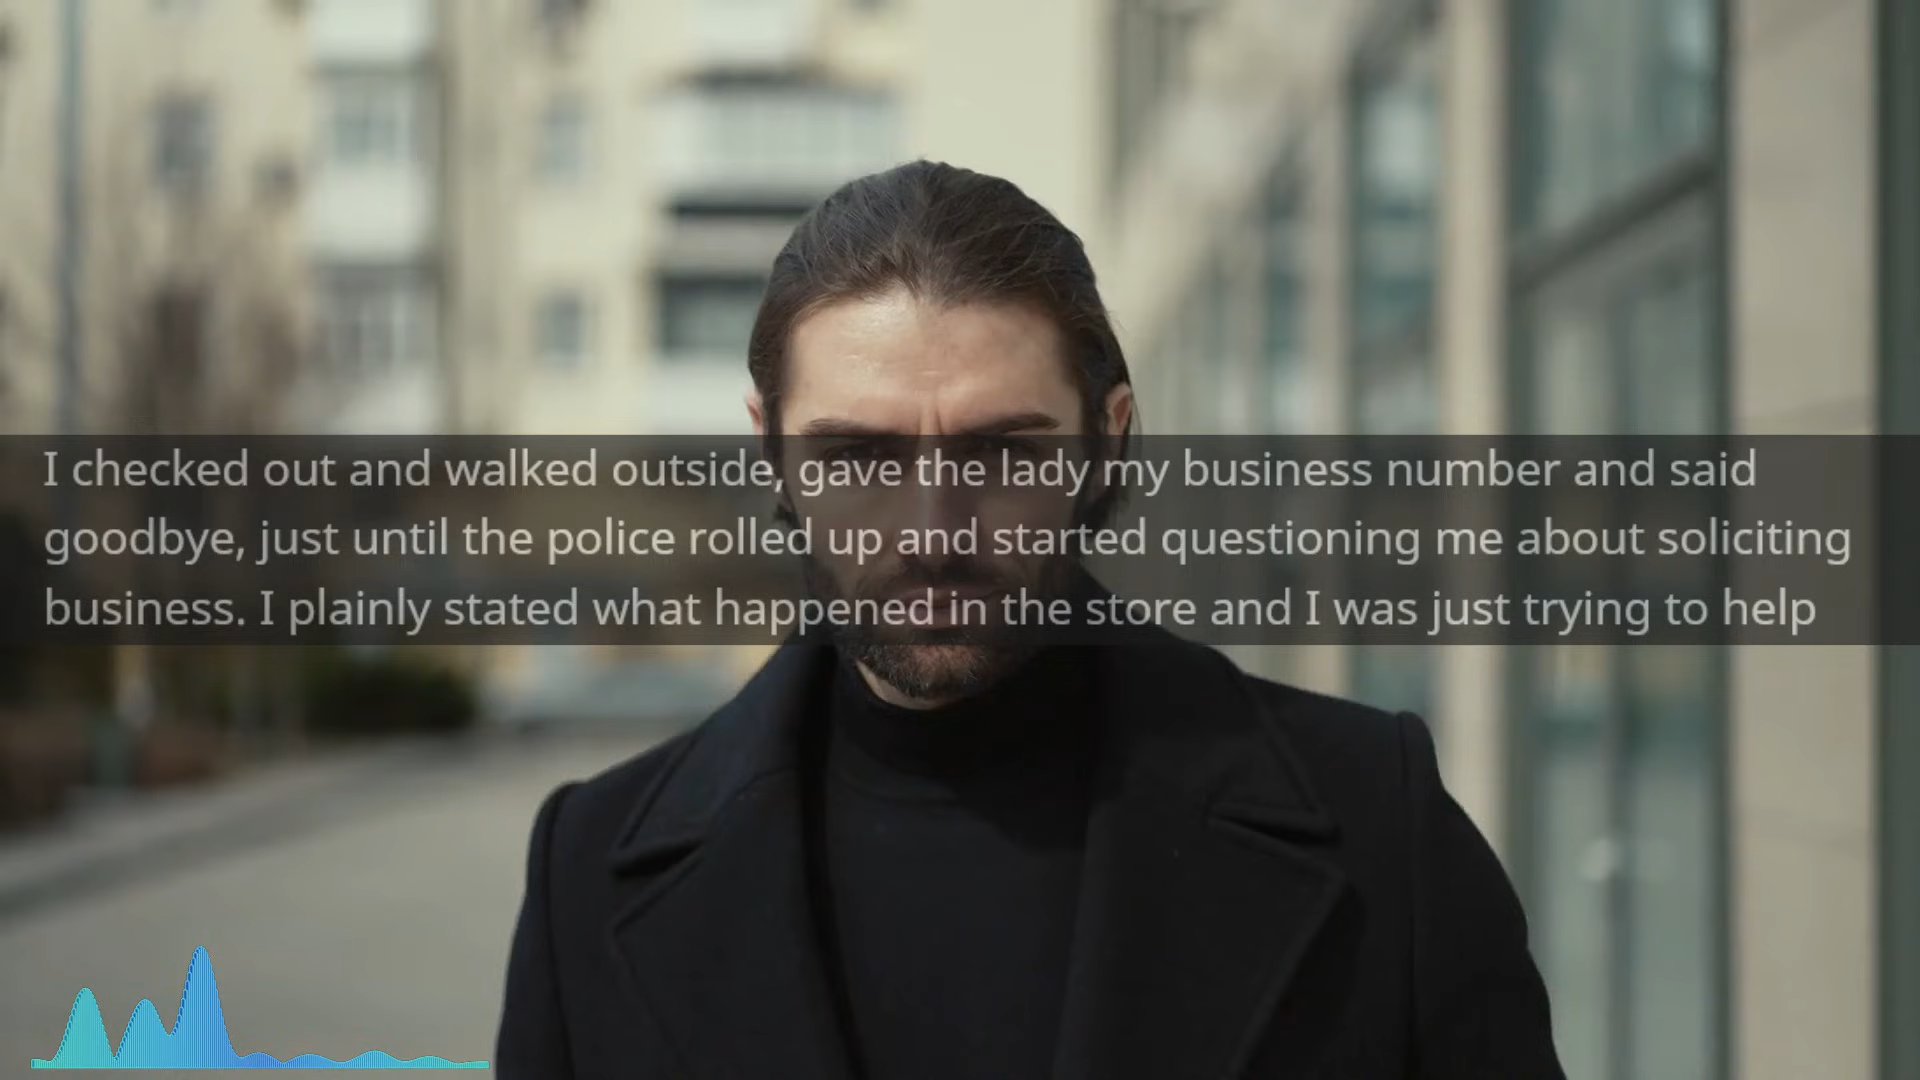 I checked out and walked outside, gave the lady my business number and said
goodbye, just until the police rolled up and started questioning me about soliciting
business. I plainly stated what happened in the store and I was just trying to help